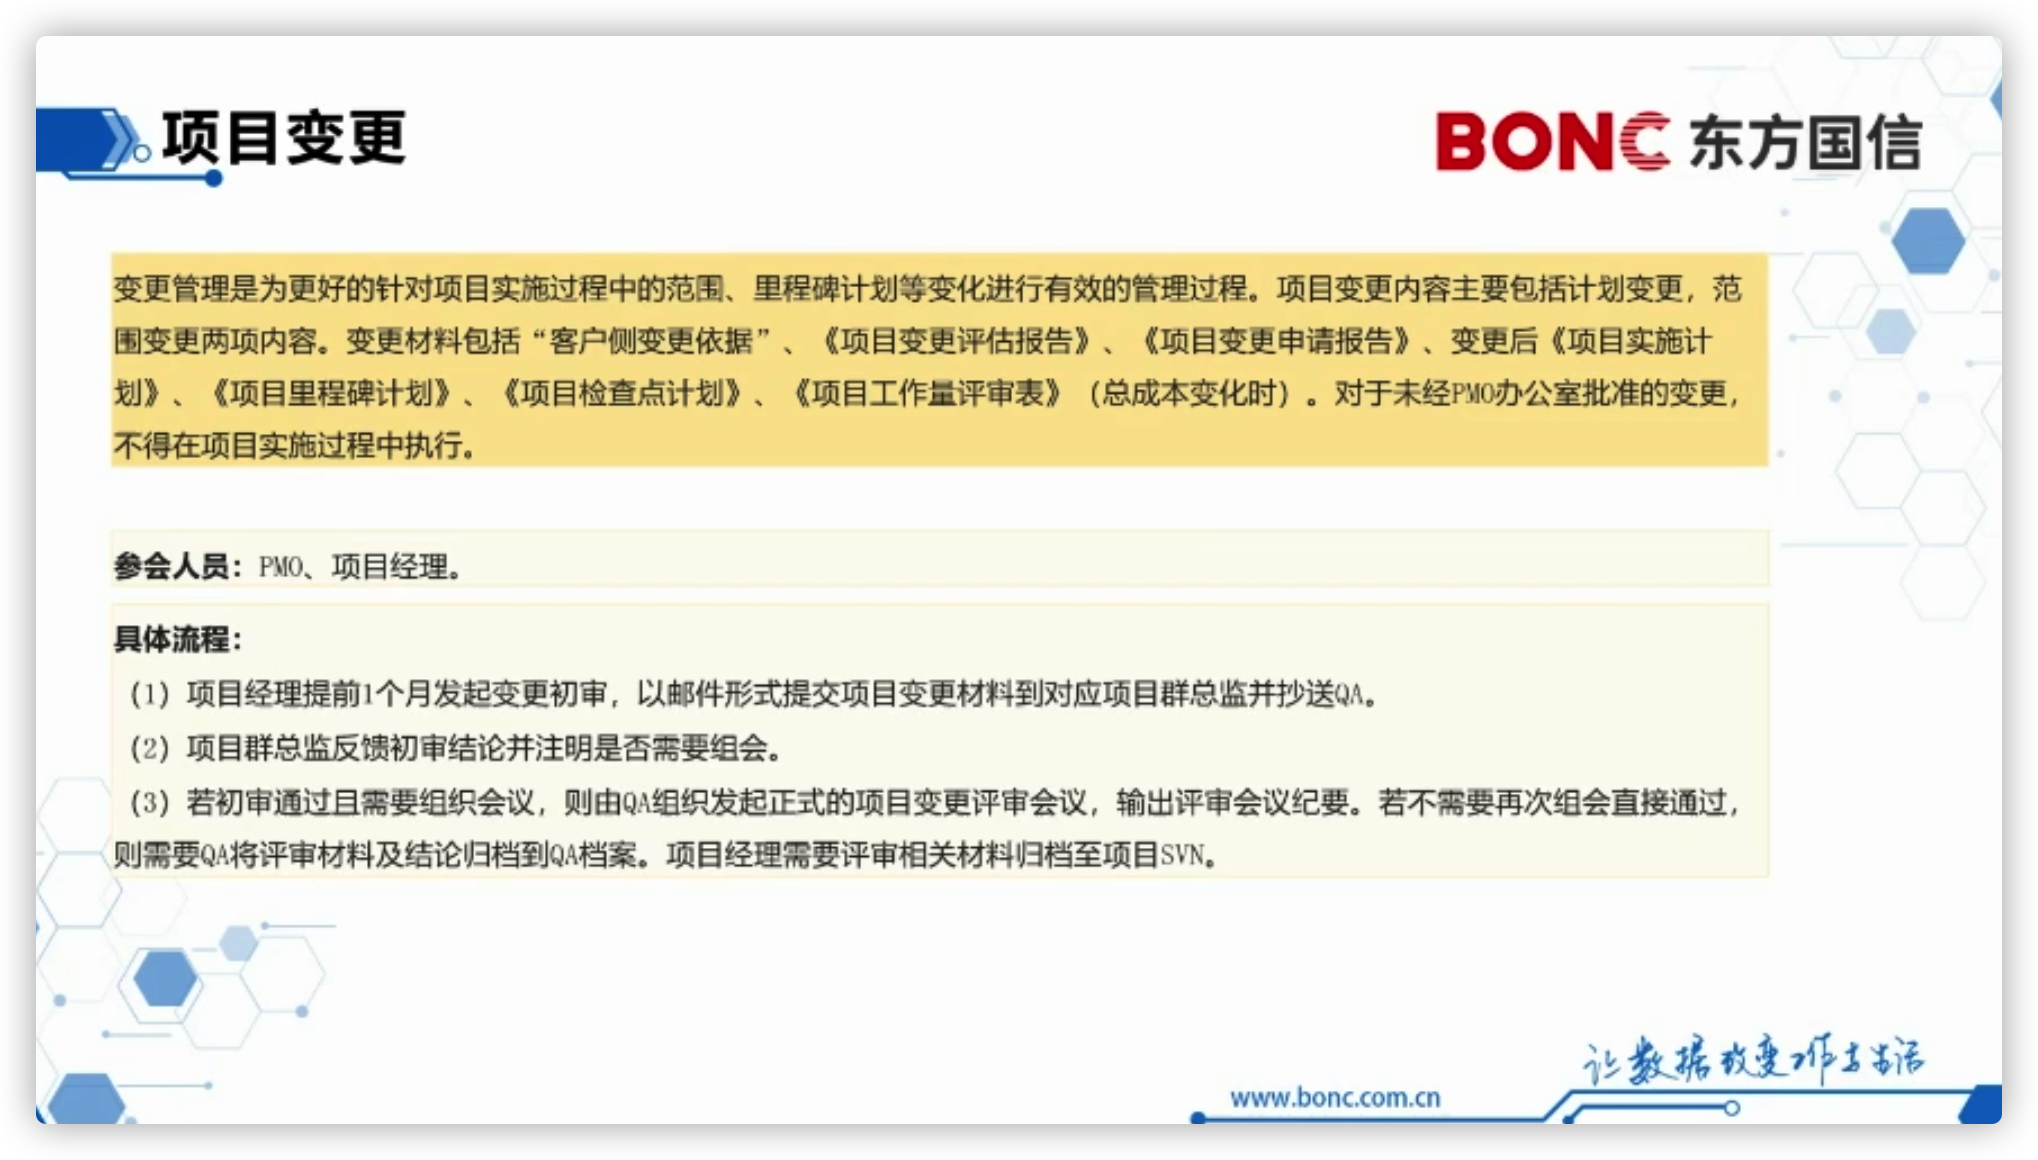 项目变更
BONC 东方国信
变更管理是为更好的针对项目实施过程中的范围、里程碑计划等变化进行有效的管理过程。项目变更内容主要包括计划变更，范
围变更两项内容。变更材料包括“客户侧变更依据”、《项目变更评估报告》、《项目变更申请报告》、变更后《项目实施计
划》、《项目里程碑计划》、《项目检查点计划》、《项目工作量评审表》（总成本变化时）。对于未经PMO办公室批准的变更，
不得在项目实施过程中执行。
参会人员：PMO、项目经理。
具体流程：
（1）项目经理提前1个月发起变更初审，以邮件形式提交项目变更材料到对应项目群总监并抄送QA。
（2）项目群总监反馈初审结论并注明是否需要组会。
（3）若初审通过且需要组织会议，则由QA组织发起正式的项目变更评审会议，输出评审会议纪要。若不需要再次组会直接通过，
则需要QA将评审材料及结论归档到QA档案。项目经理需要评审相关材料归档至项目SVN。
让数据改变工作与生活
www.bonc.com.cn